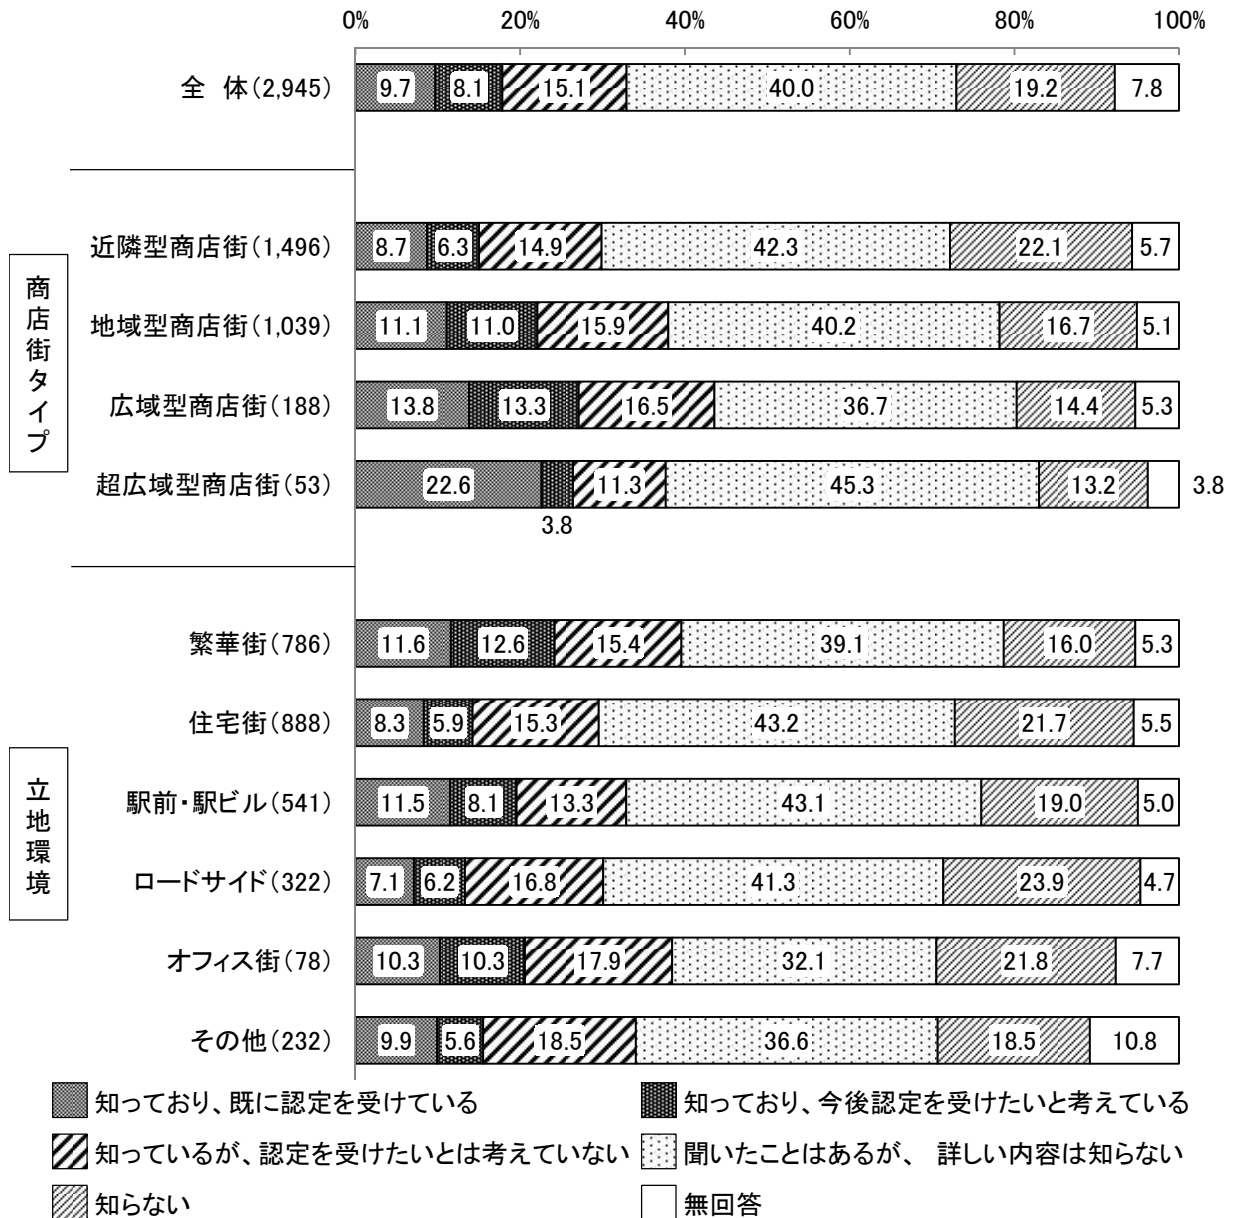 0% 20% 40% 60% 80% 100%
全 体(2,945) 9.7 8.1 15.1 40.0 19.2 7.8
商店街タイプ
近隣型商店街(1,496) 8.7 6.3 14.9 42.3 22.1 5.7
地域型商店街(1,039) 11.1 11.0 15.9 40.2 16.7 5.1
広域型商店街(188) 13.8 13.3 16.5 36.7 14.4 5.3
超広域型商店街(53) 22.6 3.8 11.3 45.3 13.2 3.8
立地環境
繁華街(786) 11.6 12.6 15.4 39.1 16.0 5.3
住宅街(888) 8.3 5.9 15.3 43.2 21.7 5.5
駅前・駅ビル(541) 11.5 8.1 13.3 43.1 19.0 5.0
ロードサイド(322) 7.1 6.2 16.8 41.3 23.9 4.7
オフィス街(78) 10.3 10.3 17.9 32.1 21.8 7.7
その他(232) 9.9 5.6 18.5 36.6 18.5 10.8
知っており、既に認定を受けている 知っており、今後認定を受けたいと考えている
知っているが、認定を受けたいとは考えていない 聞いたことはあるが、 詳しい内容は知らない
知らない 無回答